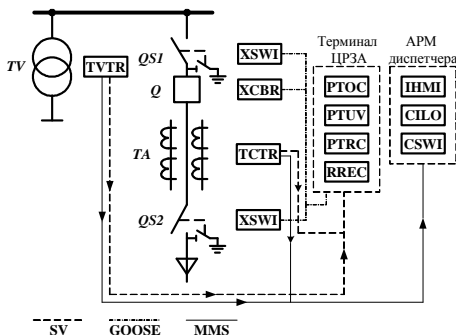 Терминал ЦРЗА
АРМ диспетчера
TV
TVTR
QS1
XSWI
Q
XCBR
PTOC
IHMI
PTUV
CILO
TA
TCTR
PTRC
CSWI
RREC
QS2
XSWI
SV
GOOSE
MMS